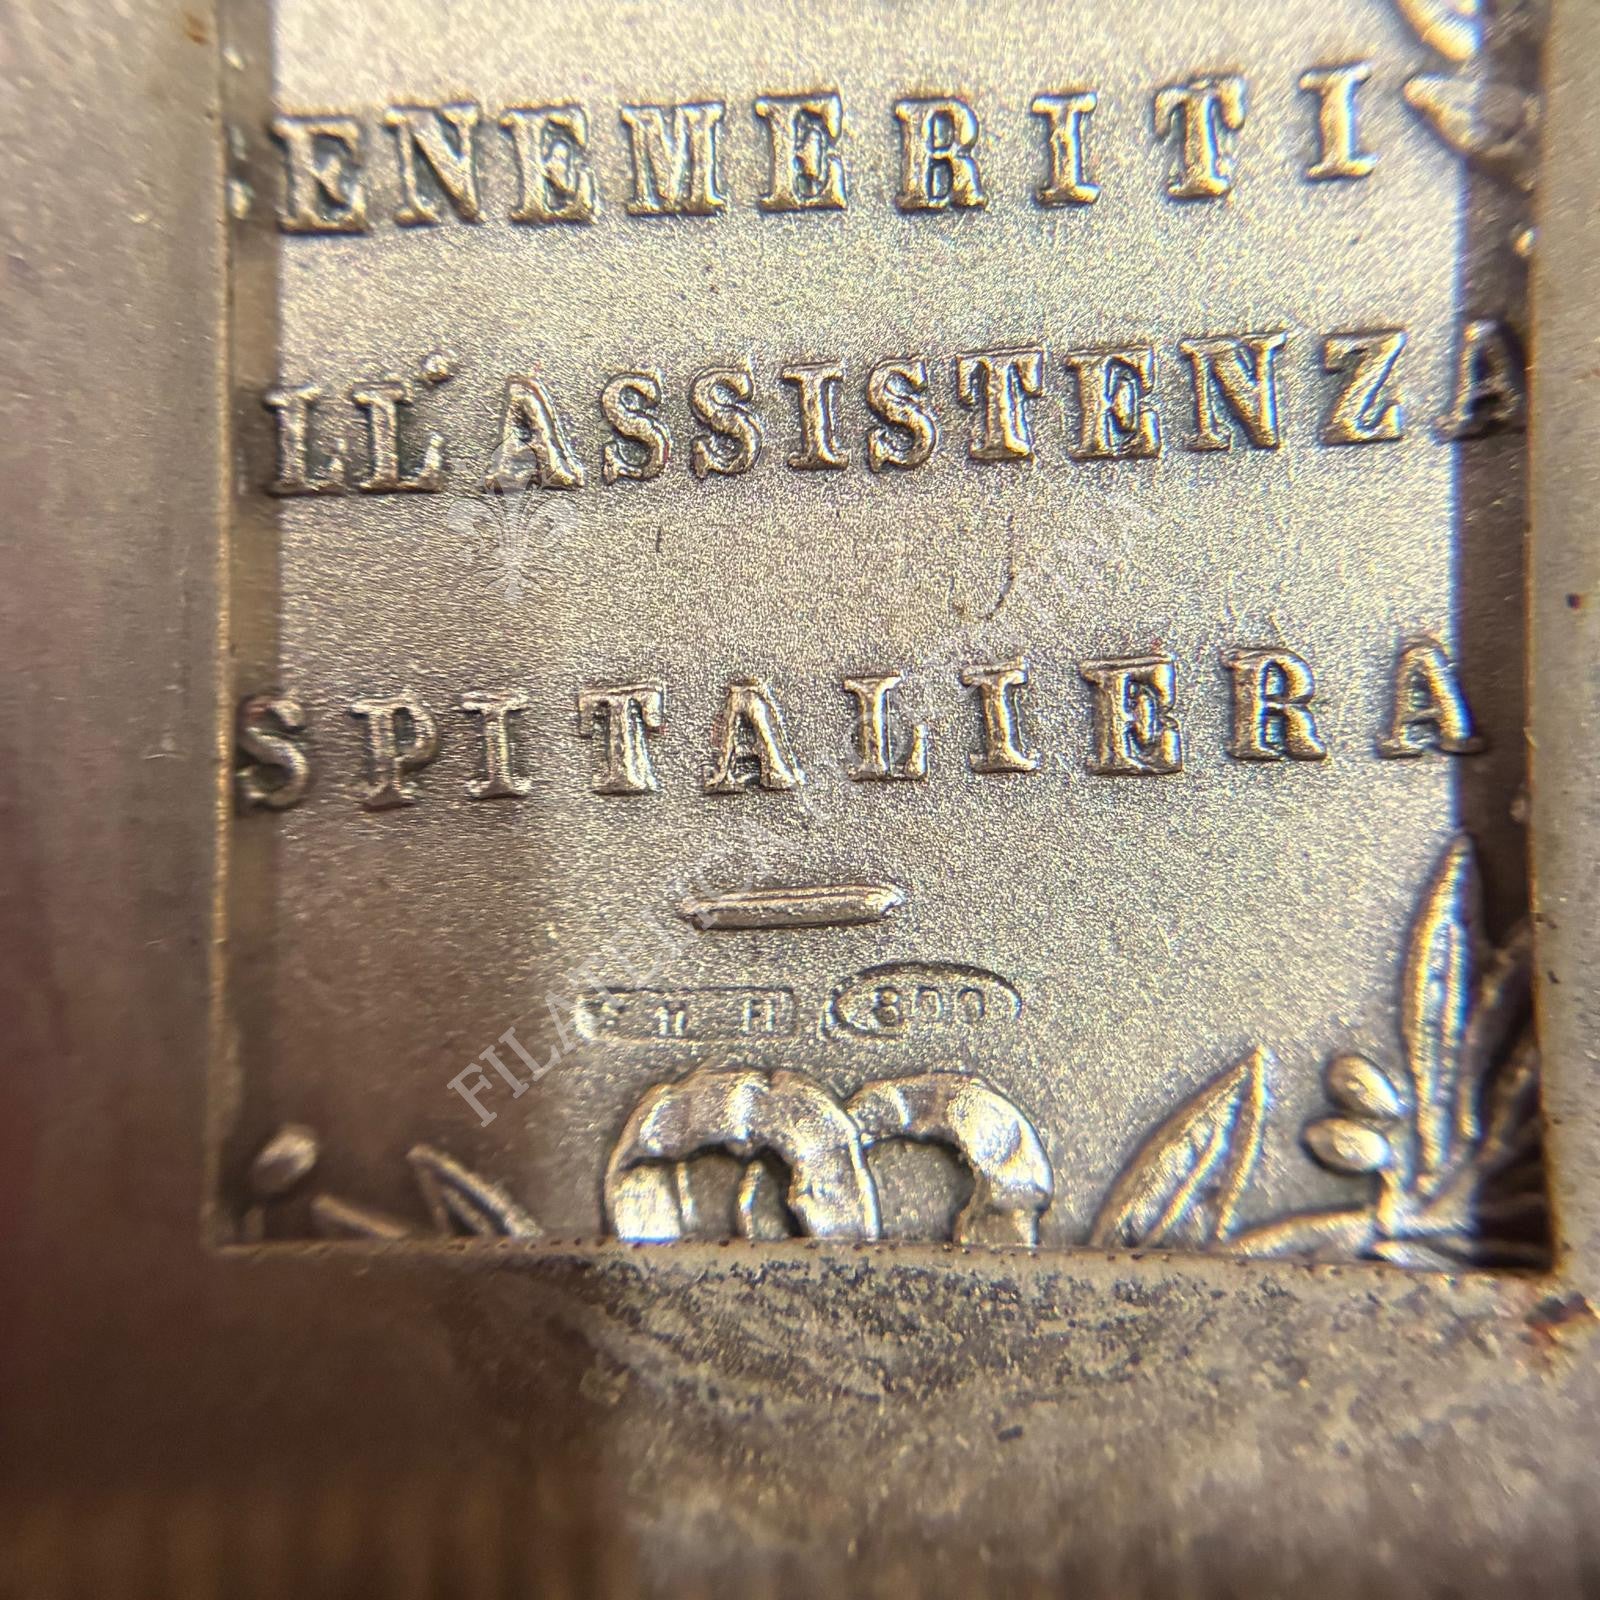 ENEMERITI
LL'ASSISTENZA
SPITALIERA
800